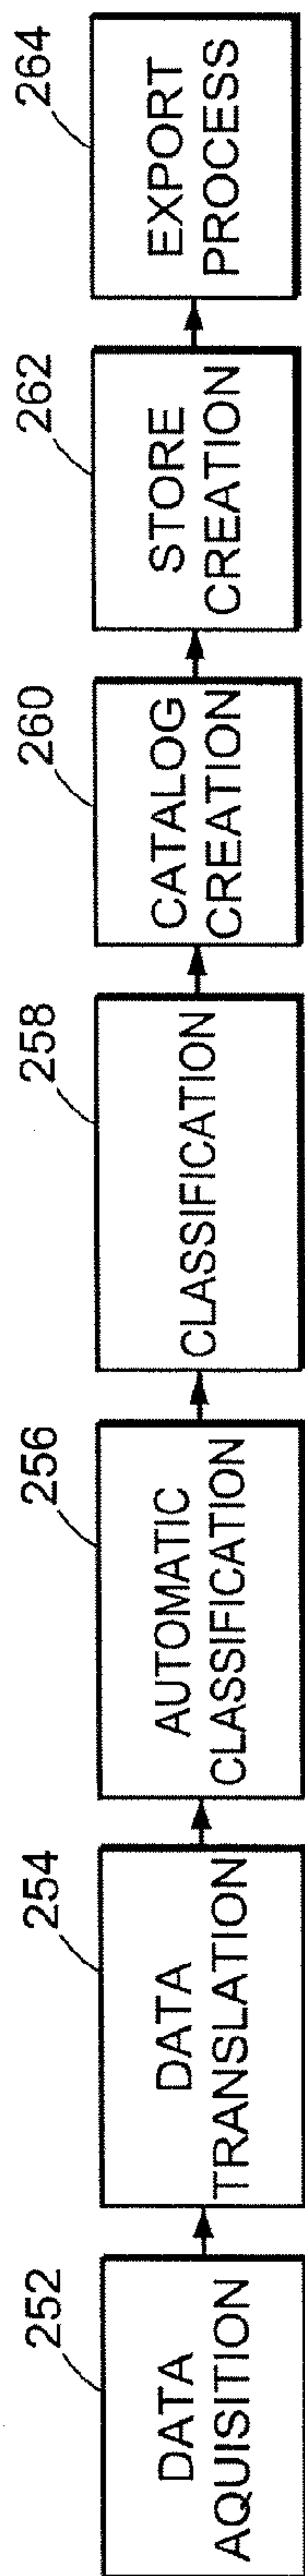 252
DATA
AQUISITION
254
DATA
TRANSLATION
256
AUTOMATIC
CLASSIFICATION
258
CLASSIFICATION
260
CATALOG
CREATION
262
STORE
CREATION
264
EXPORT
PROCESS